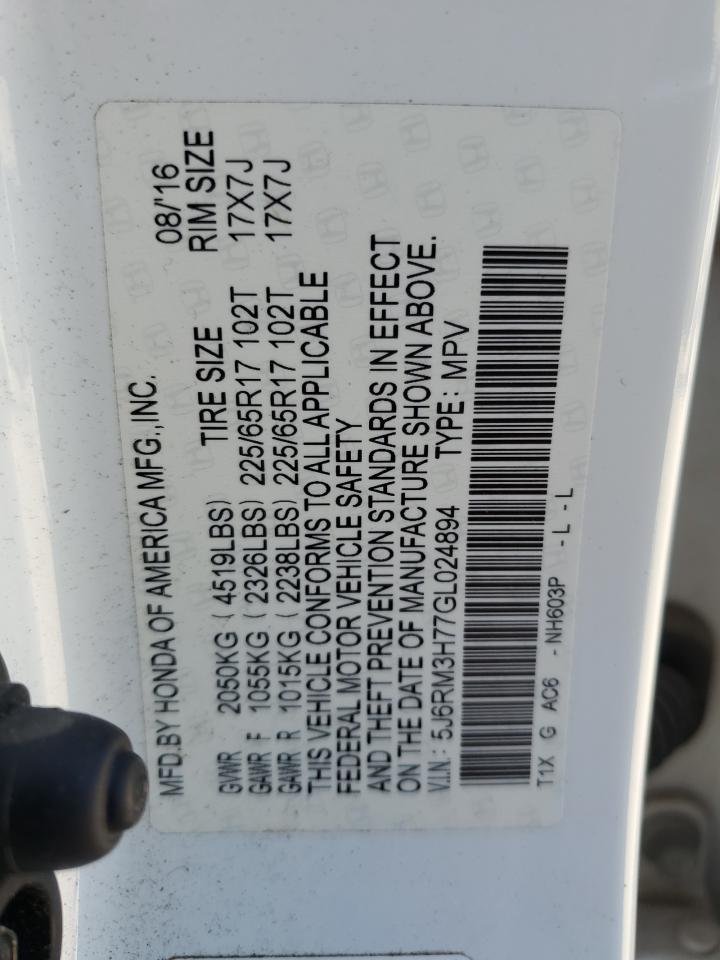 MFD.BY HONDA OF AMERICA MFG.,INC. 08/'16
TIRE SIZE RIM SIZE
GVWR 2050KG ( 4519LBS)
GAWR F 1055KG ( 2326LBS) 225/65R17 102T 17X7J
GAWR R 1015KG ( 2238LBS) 225/65R17 102T 17X7J
THIS VEHICLE CONFORMS TO ALL APPLICABLE
FEDERAL MOTOR VEHICLE SAFETY
AND THEFT PREVENTION STANDARDS IN EFFECT
ON THE DATE OF MANUFACTURE SHOWN ABOVE.
V.I.N.: 5J6RM3H77GL024894 TYPE: MPV
T1X G AC6 - NH603P - L - L